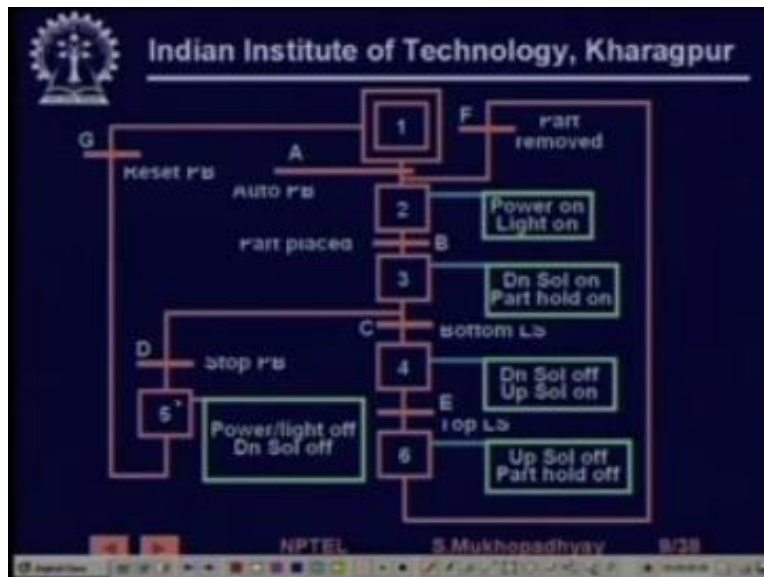 Indian Institute of Technology, Kharagpur
1
F
Part
removed
G
A
Reset PB
Auto PB
2
Power on
Light on
Part placed
B
3
Dn Sol on
Part hold on
C
Bottom LS
D
Stop PB
4
Dn Sol off
Up Sol on
5
Power/light off
Dn Sol off
E
Top LS
6
Up Sol off
Part hold off
NPTEL
S.Mukhopadhyay
9/38